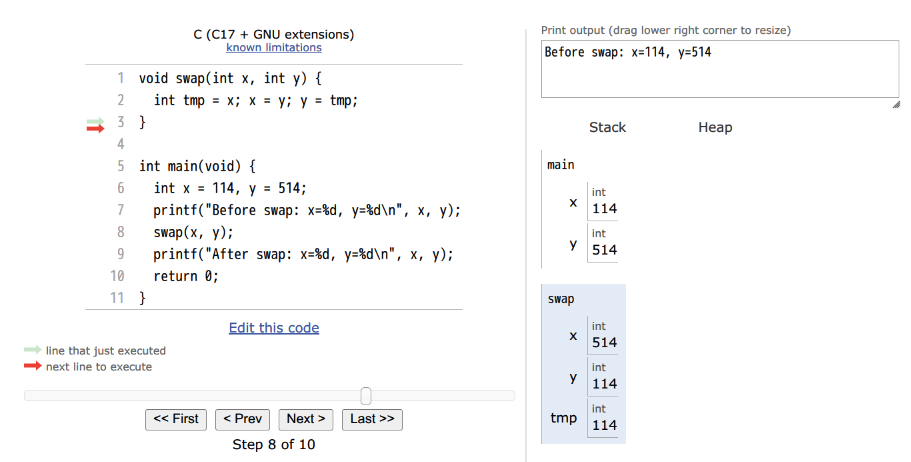 C (C17 + GNU extensions)
known limitations
1 void swap(int x, int y) {
2   int tmp = x; x = y; y = tmp;
3 }
4
5 int main(void) {
6   int x = 114, y = 514;
7   printf("Before swap: x=%d, y=%d\n", x, y);
8   swap(x, y);
9   printf("After swap: x=%d, y=%d\n", x, y);
10   return 0;
11 }
Edit this code
line that just executed
next line to execute
<< First < Prev Next > Last >>
Step 8 of 10
Print output (drag lower right corner to resize)
Before swap: x=114, y=514
Stack Heap
main
int
x 114
int
y 514
swap
int
x 514
int
y 114
int
tmp 114